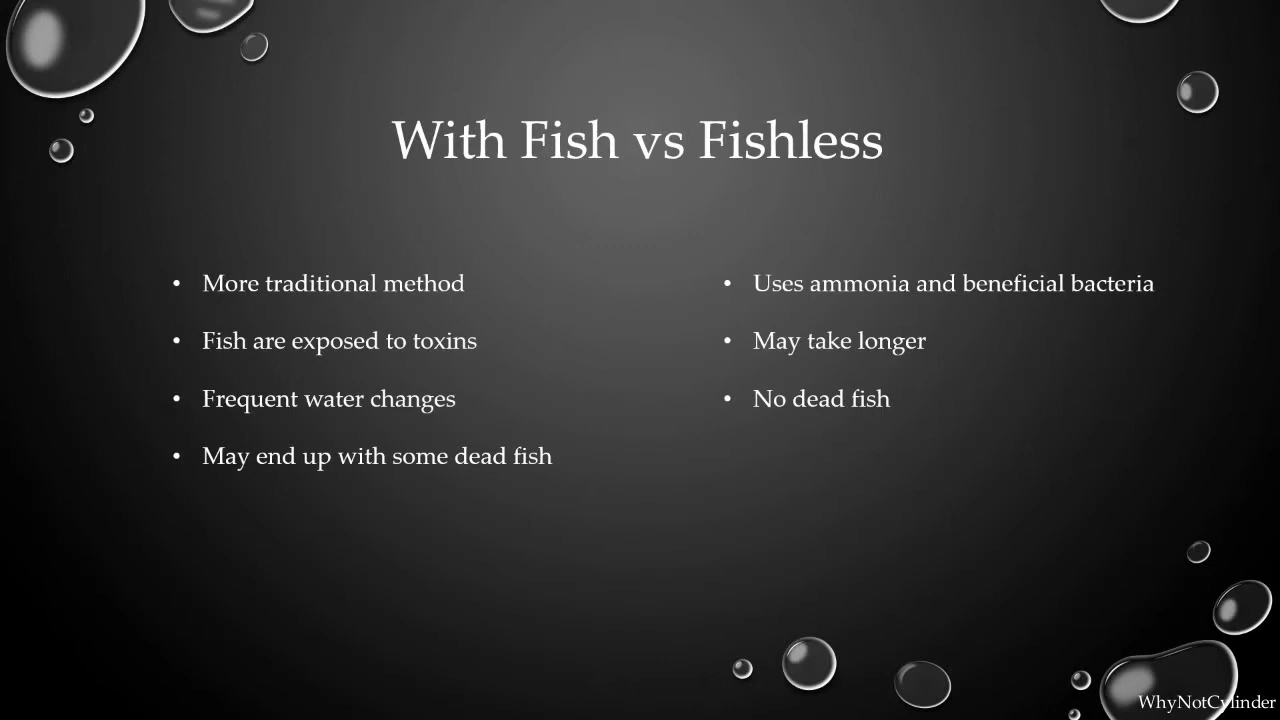 With Fish vs Fishless
• More traditional method
• Fish are exposed to toxins
• Frequent water changes
• May end up with some dead fish
• Uses ammonia and beneficial bacteria
• May take longer
• No dead fish
WhyNotCylinder